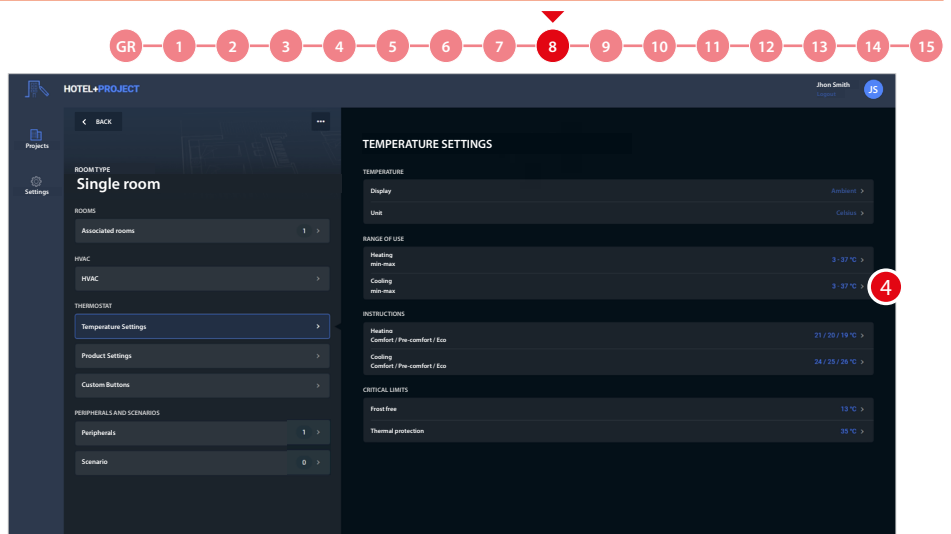 GR 1 2 3 4 5 6 7 8 9 10 11 12 13 14 15
HOTEL+PROJECT
Jhon Smith
Logout
JS
BACK
Projects
Settings
ROOM TYPE
Single room
ROOMS
Associated rooms 1
HVAC
HVAC
THERMOSTAT
Temperature Settings
Product Settings
Custom Buttons
PERIPHERALS AND SCENARIOS
Peripherals 1
Scenario 0
TEMPERATURE SETTINGS
TEMPERATURE
Display Ambient
Unit Celsius
RANGE OF USE
Heating
min-max 3 - 37 °C
Cooling
min-max 3 - 37 °C
4
INSTRUCTIONS
Heating
Comfort / Pre-comfort / Eco 21 / 20 / 19 °C
Cooling
Comfort / Pre-comfort / Eco 24 / 25 / 26 °C
CRITICAL LIMITS
Frost free 13 °C
Thermal protection 35 °C